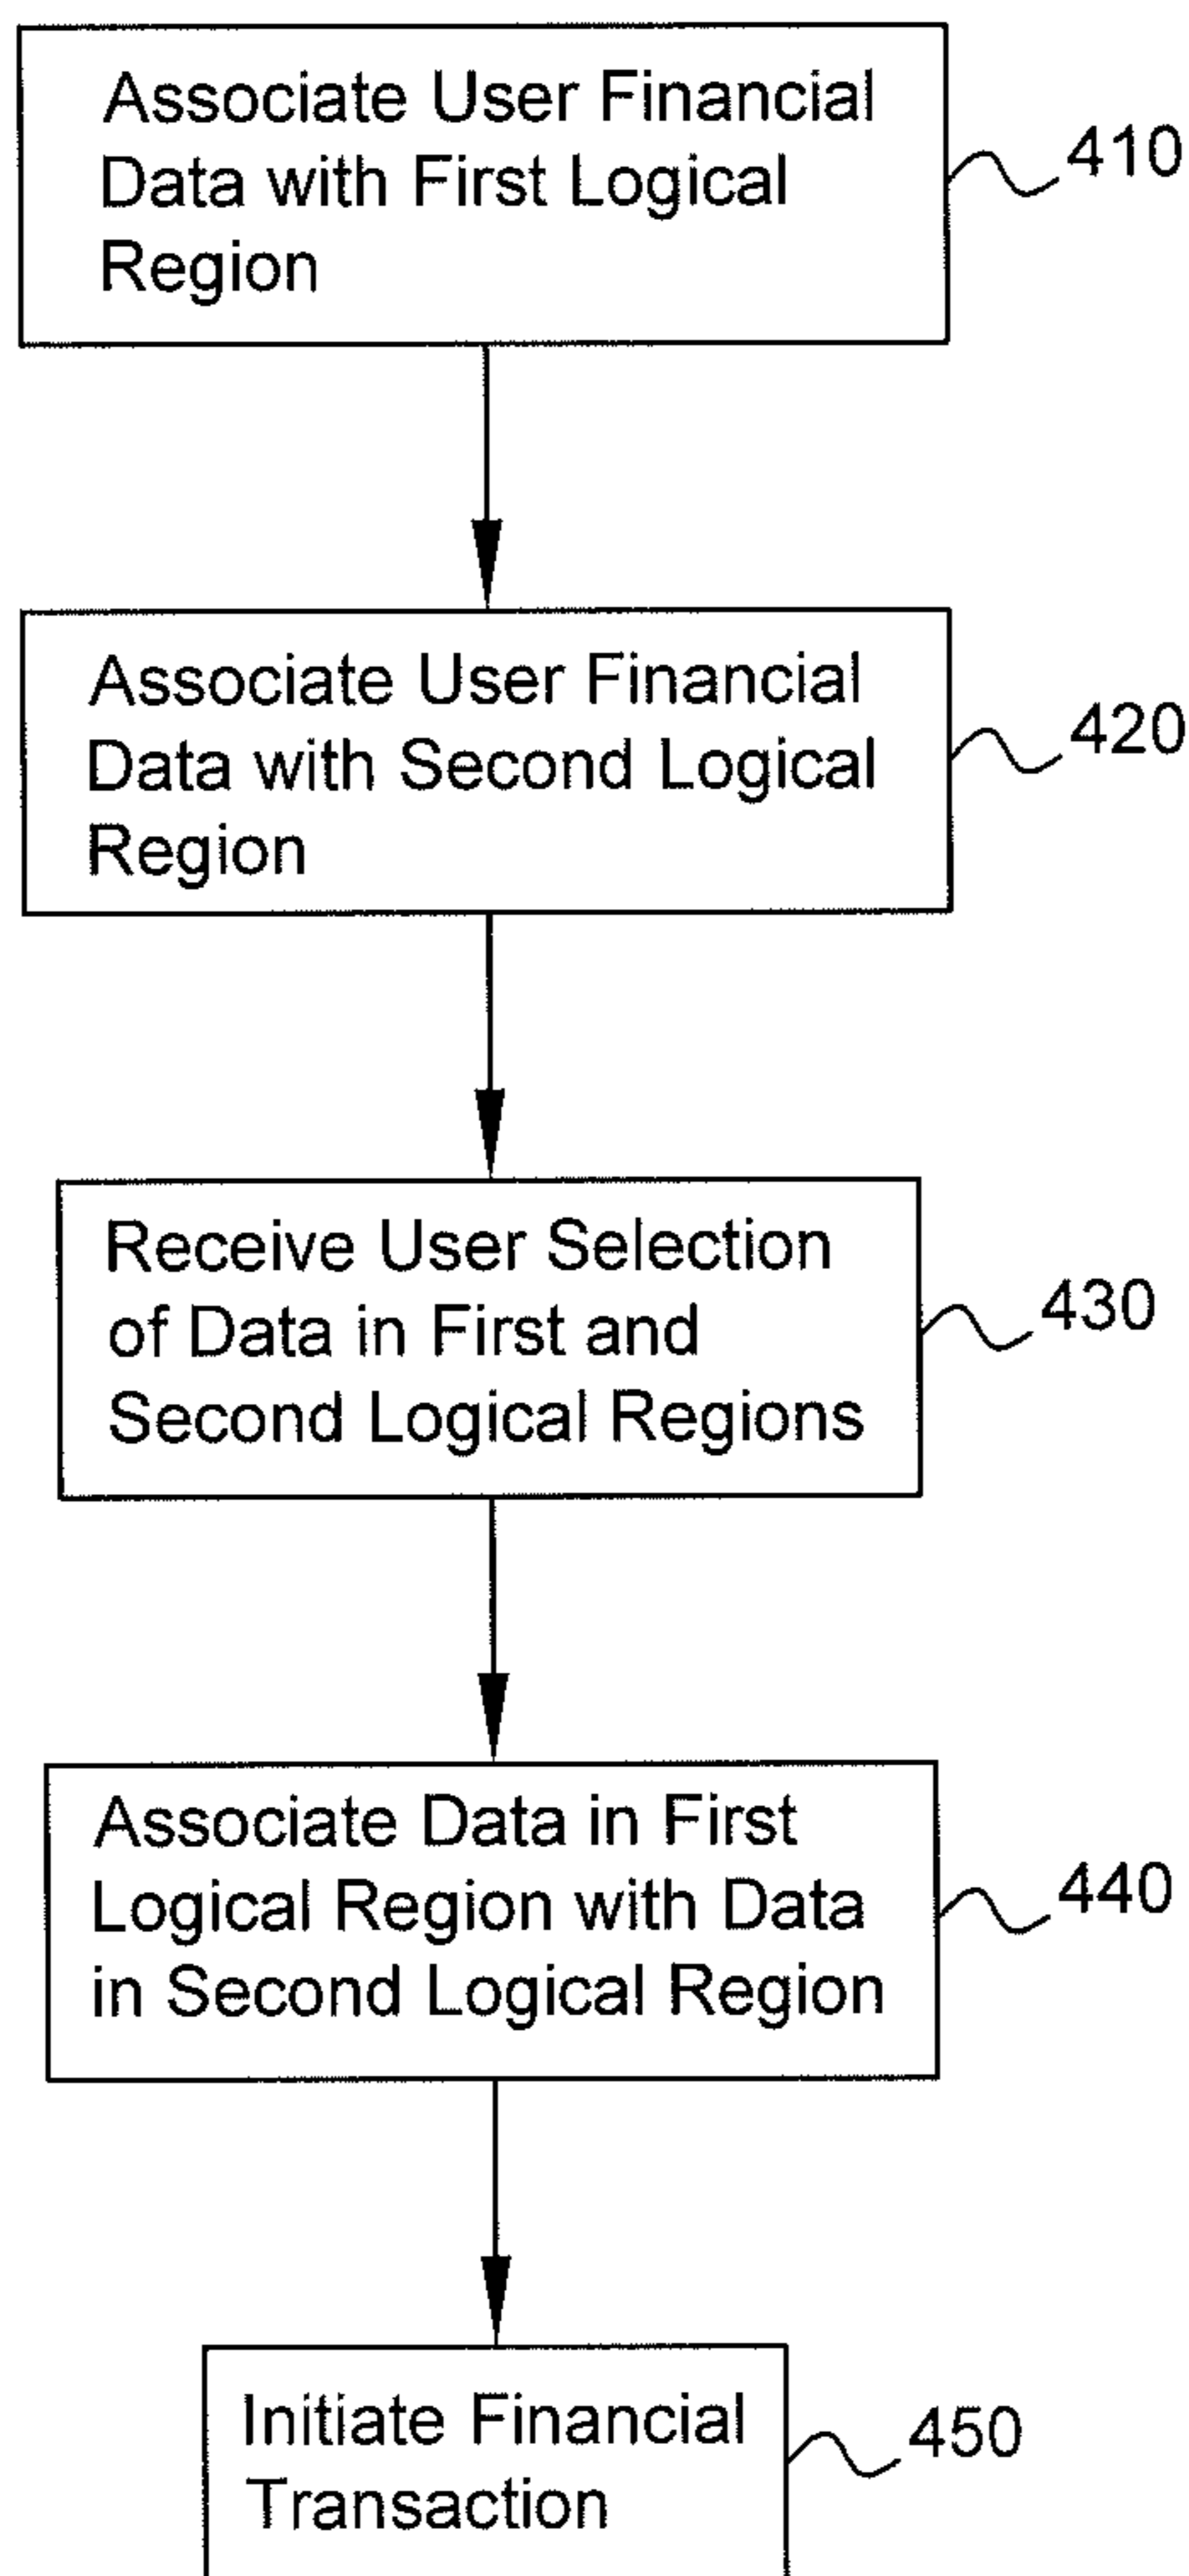 Associate User Financial
Data with First Logical
Region
410
Associate User Financial
Data with Second Logical
Region
420
Receive User Selection
of Data in First and
Second Logical Regions
430
Associate Data in First
Logical Region with Data
in Second Logical Region
440
Initiate Financial
Transaction
450